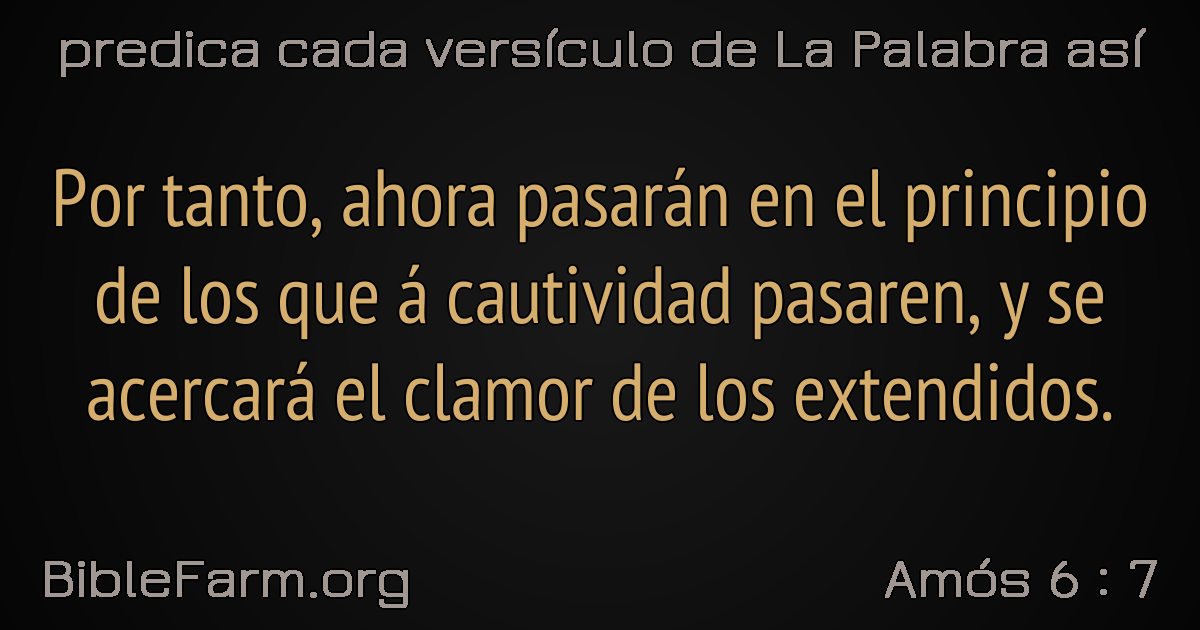 predica cada versículo de La Palabra así
Por tanto, ahora pasarán en el principio
de los que á cautividad pasaren, y se
acercará el clamor de los extendidos.
BibleFarm.org
Amós 6 : 7